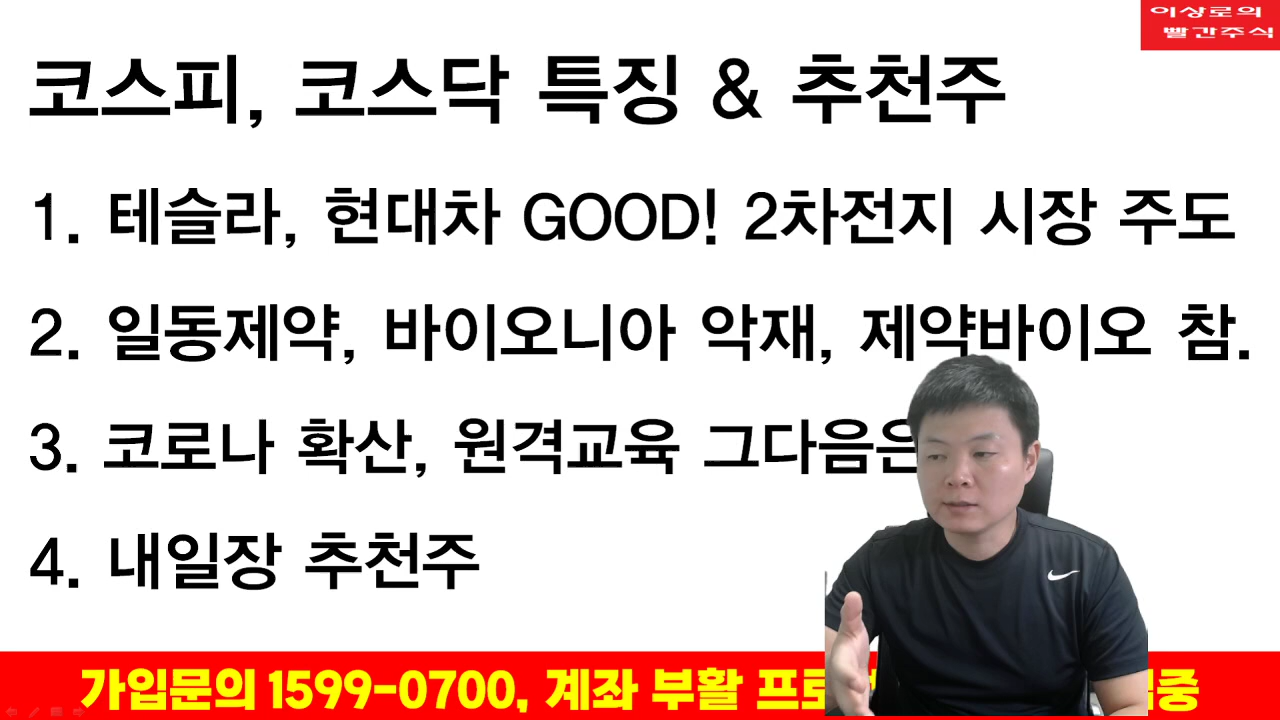 이상로의
빨간주식
코스피, 코스닥 특징 & 추천주
1. 테슬라, 현대차 GOOD! 2차전지 시장 주도
2. 일동제약, 바이오니아 악재, 제약바이오 참.
3. 코로나 확산, 원격교육 그다음은
4. 내일장 추천주
가입문의 1599-0700, 계좌 부활 중